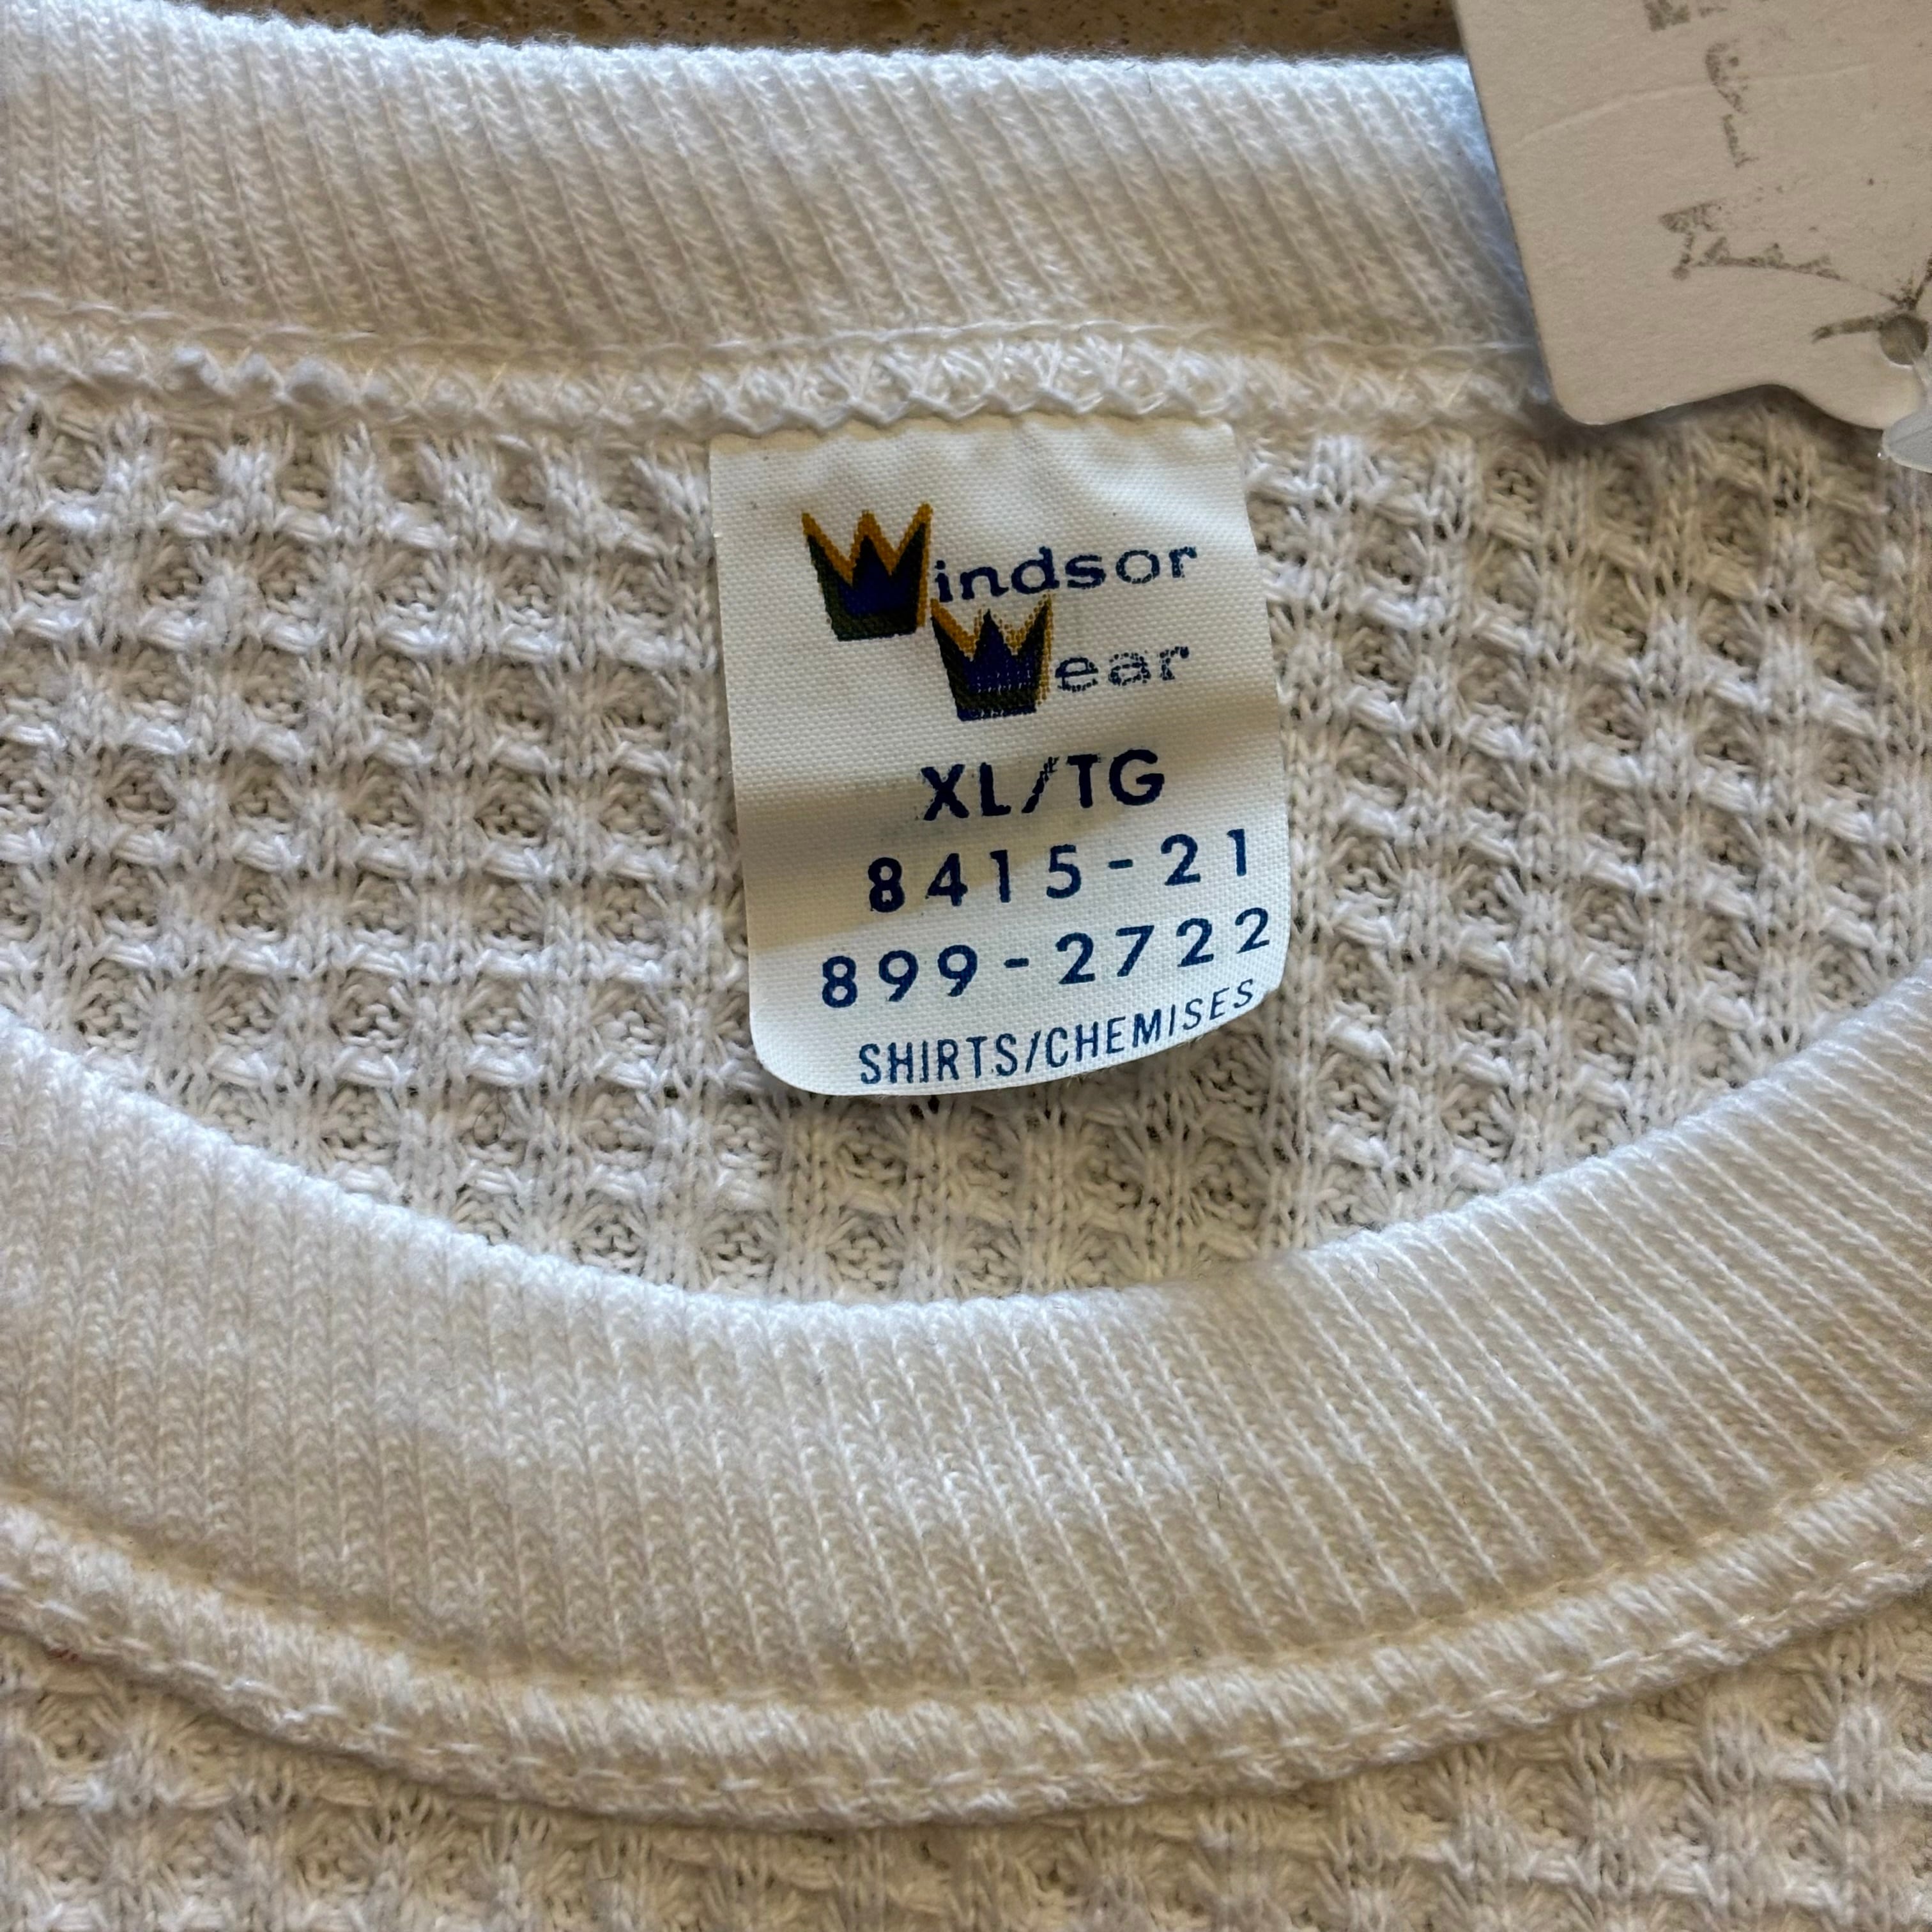 Windsor
Wear
XL/TG
8415-21
899-2722
SHIRTS/CHEMISES